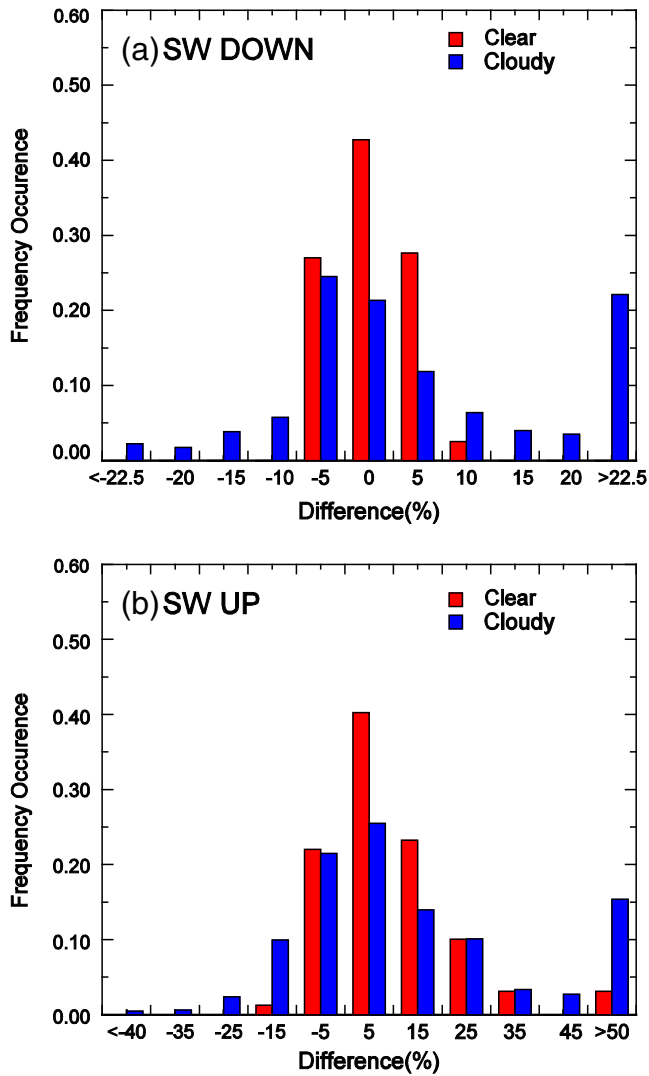 0.60
(a) SW DOWN
Clear
Cloudy
0.50
0.40
0.30
0.20
0.10
0.00
Frequency Occurence
<-22.5 -20 -15 -10 -5 0 5 10 15 20 >22.5
Difference(%)
0.60
(b) SW UP
Clear
Cloudy
0.50
0.40
0.30
0.20
0.10
0.00
Frequency Occurence
<-40 -35 -25 -15 -5 5 15 25 35 45 >50
Difference(%)